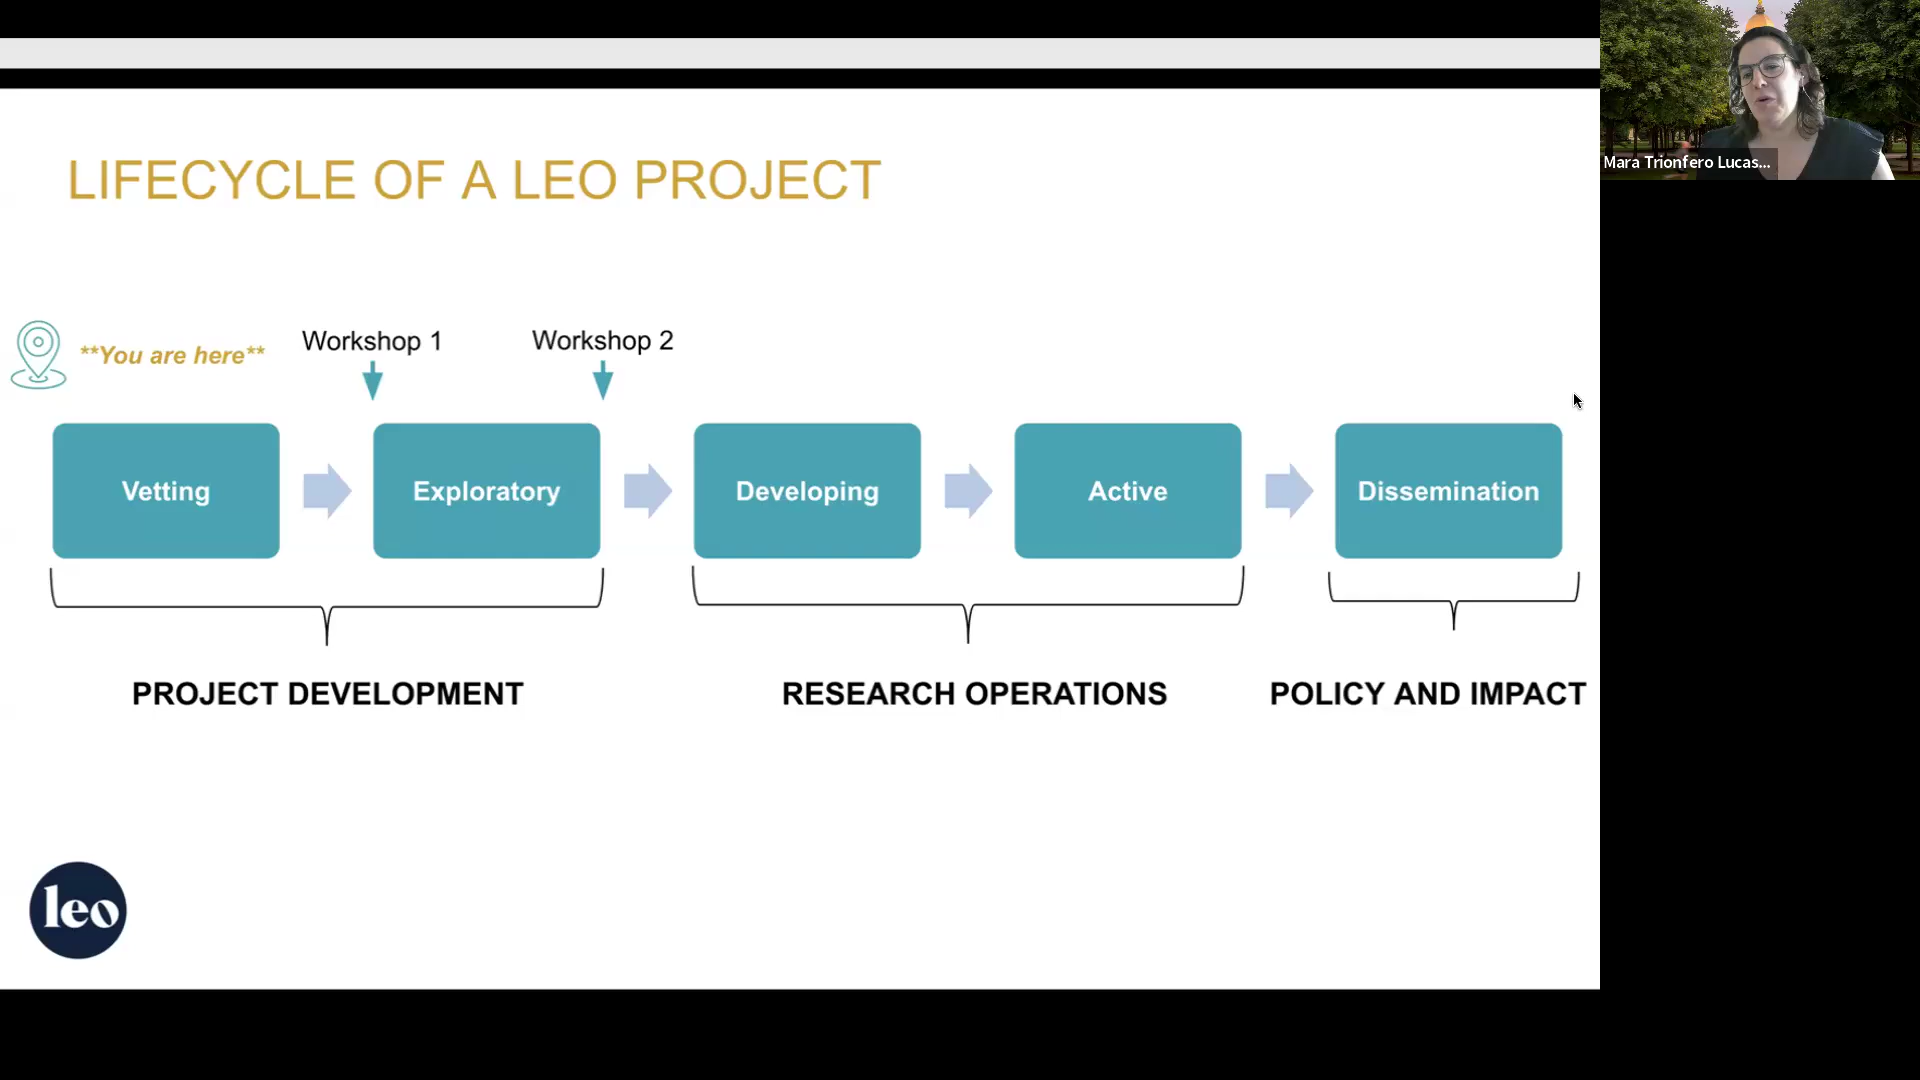 Mara Trionfero Lucas...
LIFECYCLE OF A LEO PROJECT
**You are here**
Workshop 1
Workshop 2
Vetting
Exploratory
Developing
Active
Dissemination
PROJECT DEVELOPMENT
RESEARCH OPERATIONS
POLICY AND IMPACT
leo